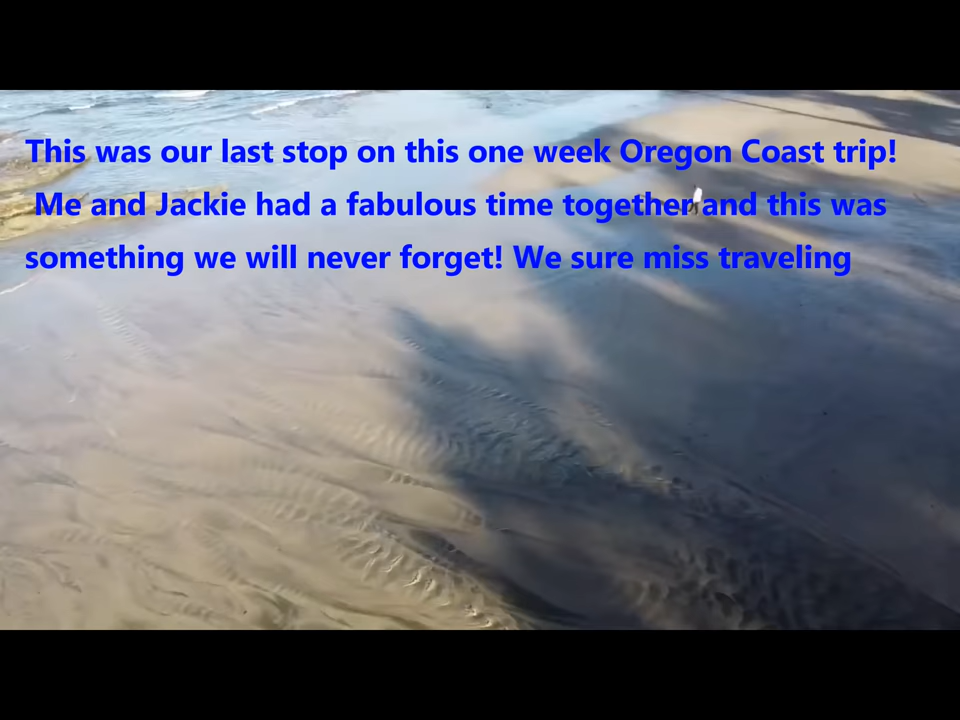 This was our last stop on this one week Oregon Coast trip!
Me and Jackie had a fabulous time together and this was
something we will never forget! We sure miss traveling